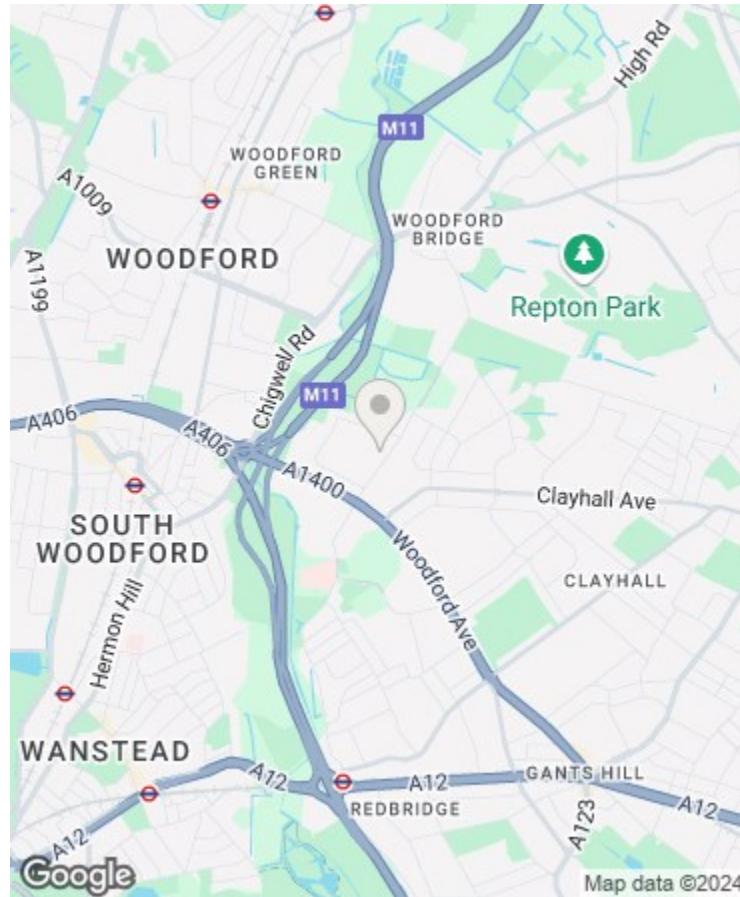 High Rd
M11
WOODFORD
GREEN
A1009
WOODFORD
BRIDGE
WOODFORD
A1199
Repton Park
Chigwell Rd
M11
A406
A406
A1400
Clayhall Ave
SOUTH
WOODFORD
Woodford Ave
CLAYHALL
Hermon Hill
WANSTEAD
A12
A12
GANTS HILL
REDBRIDGE
A12
A123
A12
Google
Map data ©2024